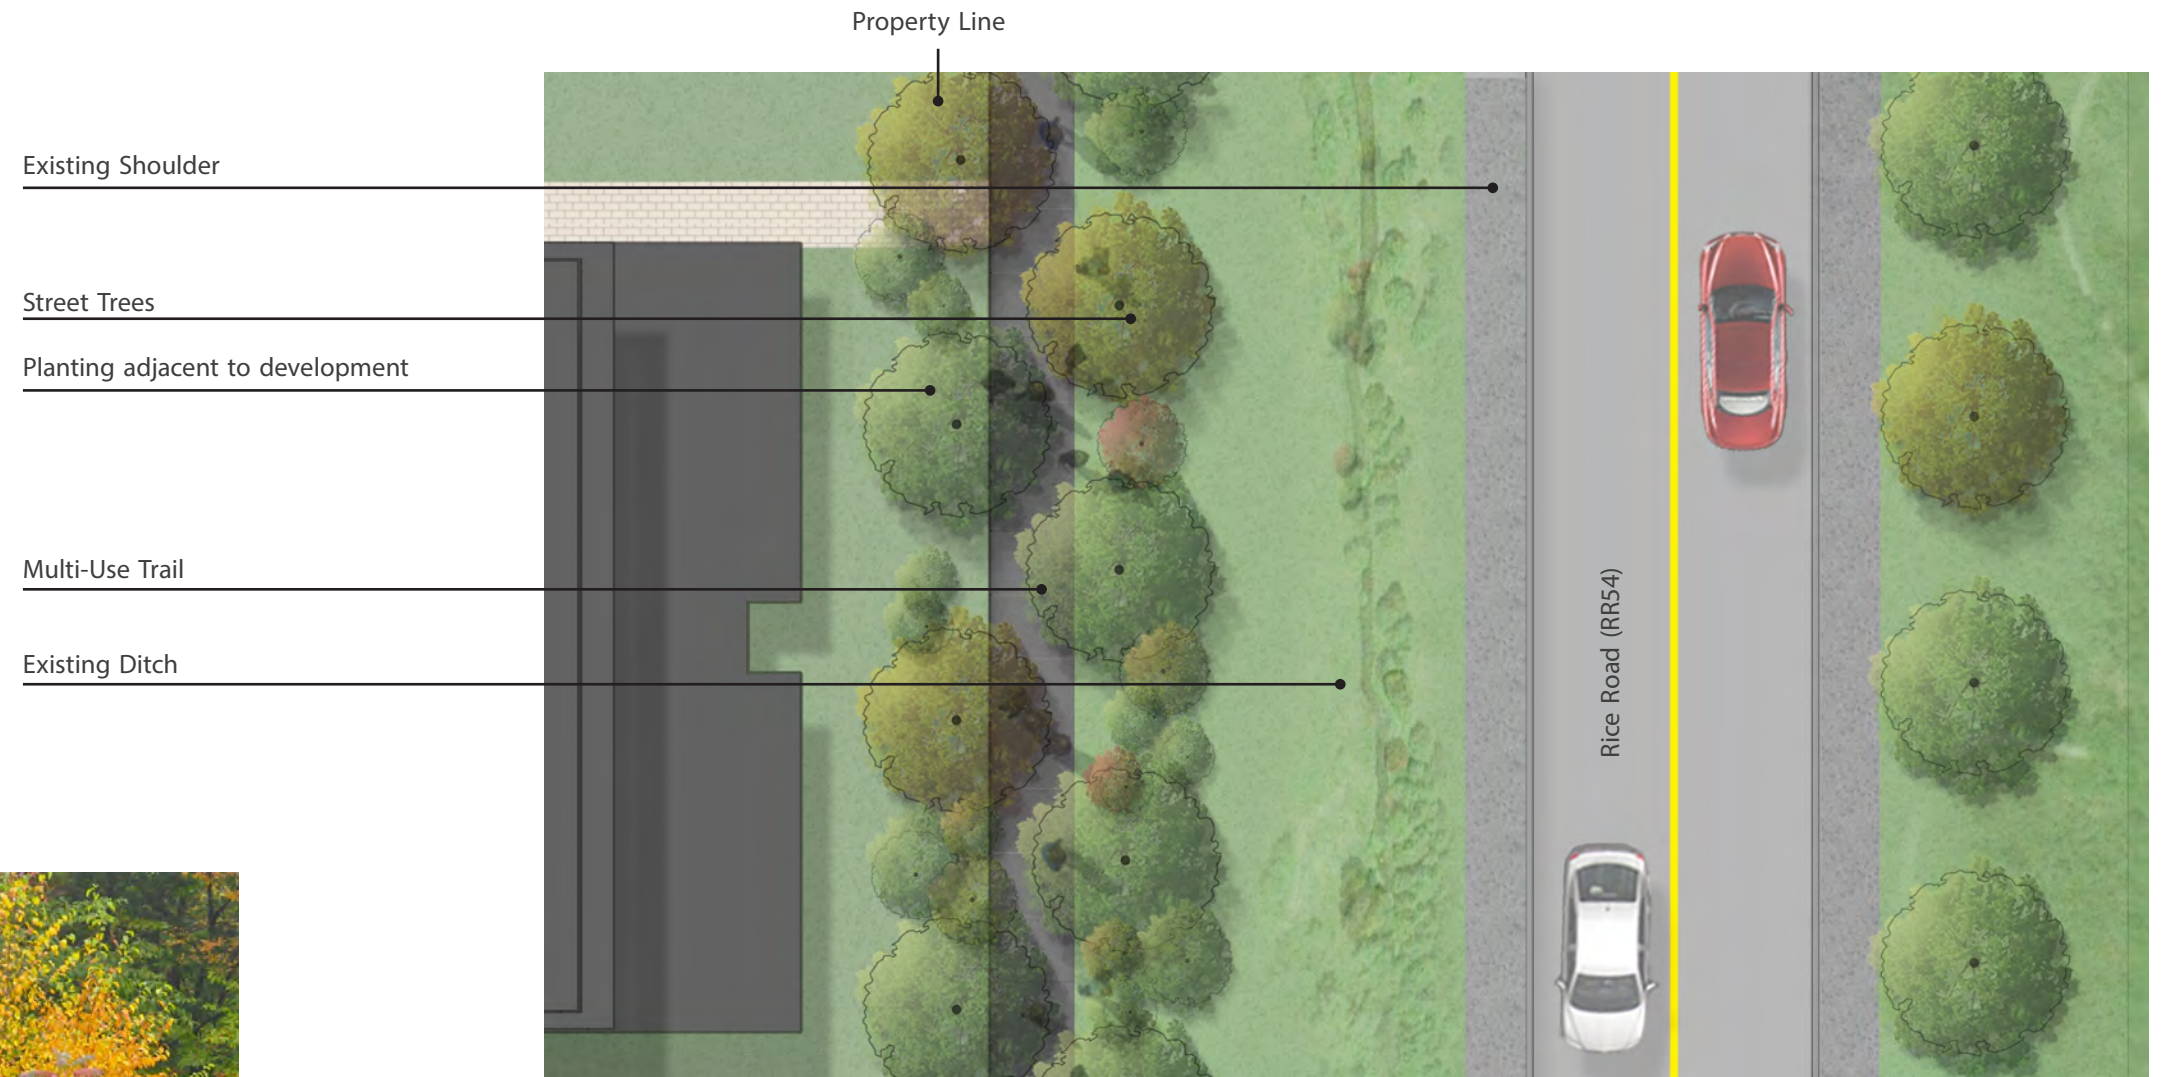 Property Line
Existing Shoulder
Street Trees
Planting adjacent to development
Multi-Use Trail
Existing Ditch
Rice Road (RR54)